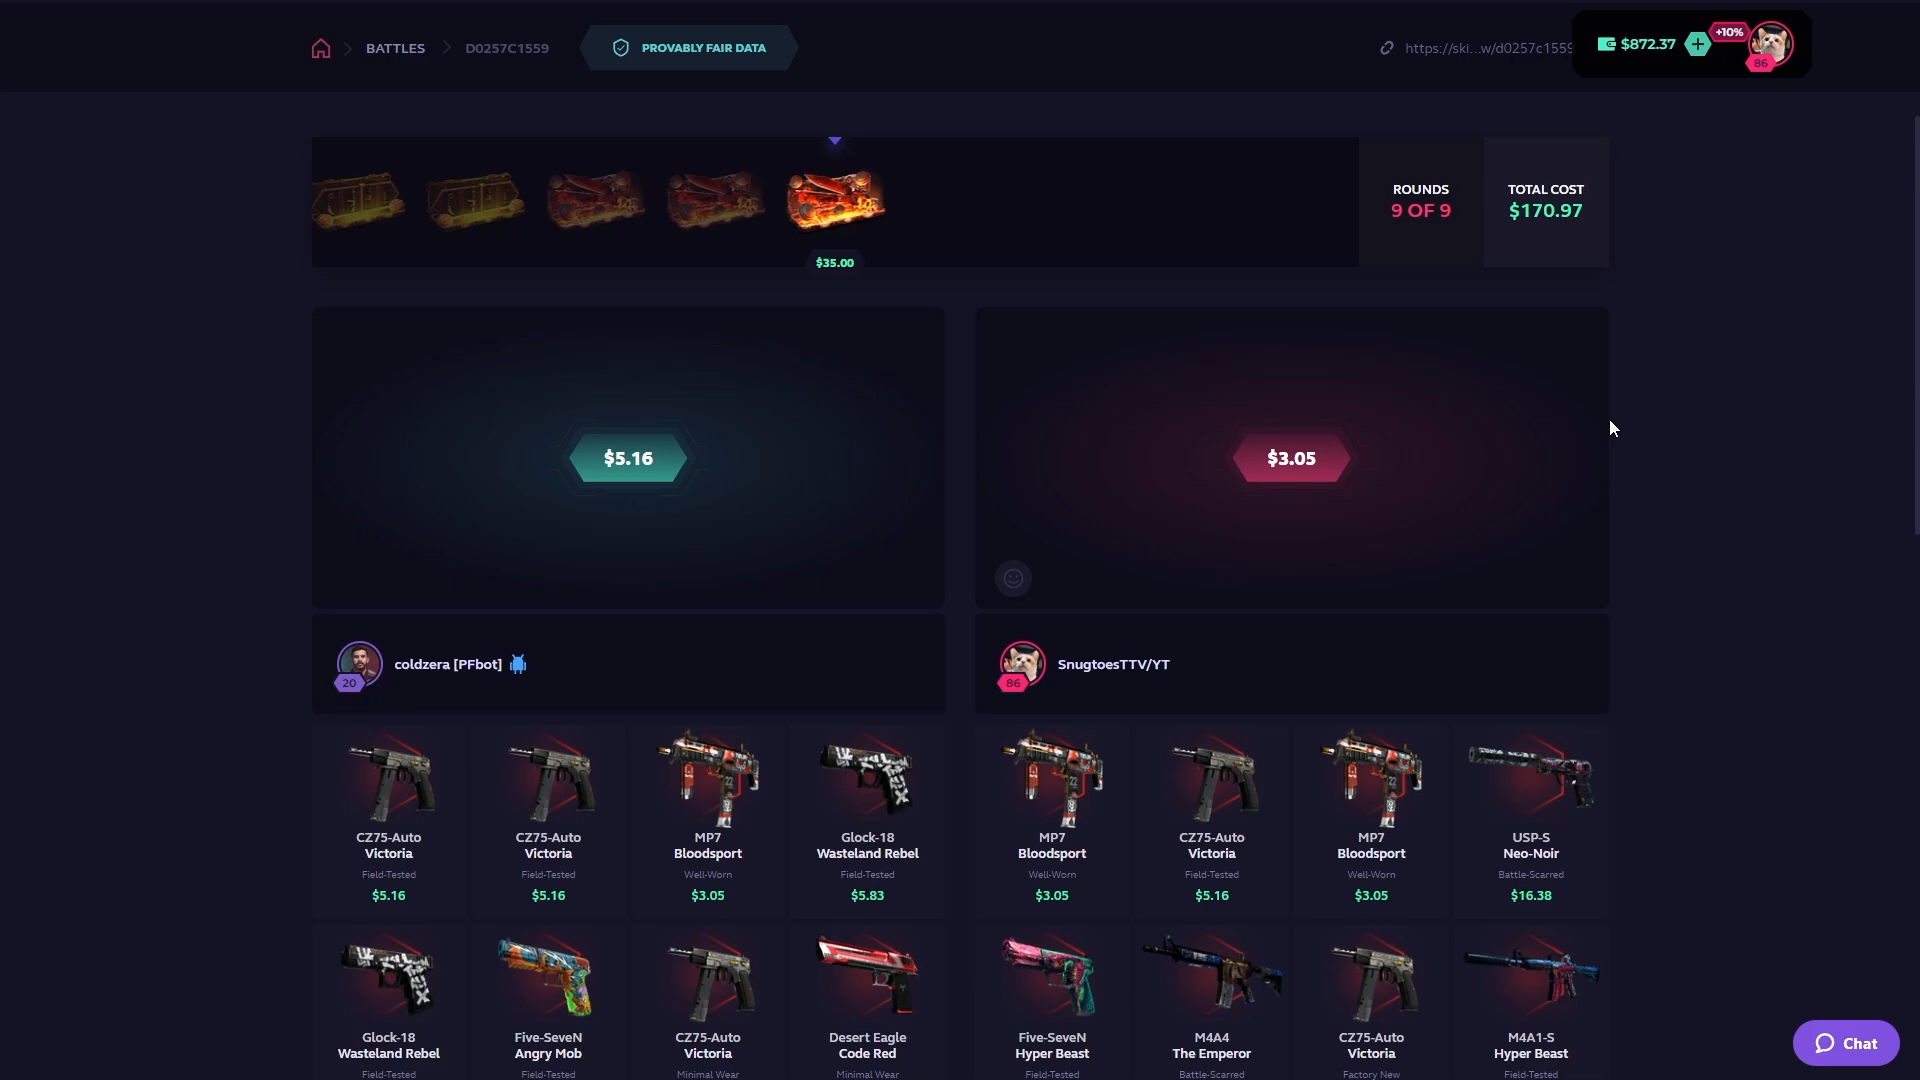 BATTLES
D0257C1559
PROVABLY FAIR DATA
https://ski...w/d0257c1559
$872.37
+10%
86
ROUNDS
9 OF 9
TOTAL COST
$170.97
$35.00
$5.16
$3.05
20
coldzera [PFbot]
86
SnugtoesTTV/YT
CZ75-Auto
Victoria
Field-Tested
$5.16
CZ75-Auto
Victoria
Field-Tested
$5.16
MP7
Bloodsport
Well-Worn
$3.05
Glock-18
Wasteland Rebel
Field-Tested
$5.83
MP7
Bloodsport
Well-Worn
$3.05
CZ75-Auto
Victoria
Field-Tested
$5.16
MP7
Bloodsport
Well-Worn
$3.05
USP-S
Neo-Noir
Battle-Scarred
$16.38
Glock-18
Wasteland Rebel
Field-Tested
Five-SeveN
Angry Mob
Field-Tested
CZ75-Auto
Victoria
Minimal Wear
Desert Eagle
Code Red
Minimal Wear
Five-SeveN
Hyper Beast
Field-Tested
M4A4
The Emperor
Battle-Scarred
CZ75-Auto
Victoria
Factory New
M4A1-S
Hyper Beast
Field-Tested
Chat